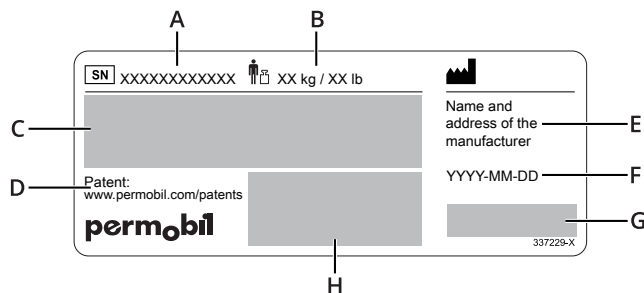 A
B
SN XXXXXXXXXXXX XX kg / XX lb
C
Name and
address of the
manufacturer
E
D
Patent:
www.permobil.com/patents
YYYY-MM-DD
F
permobil
G
337229-X
H